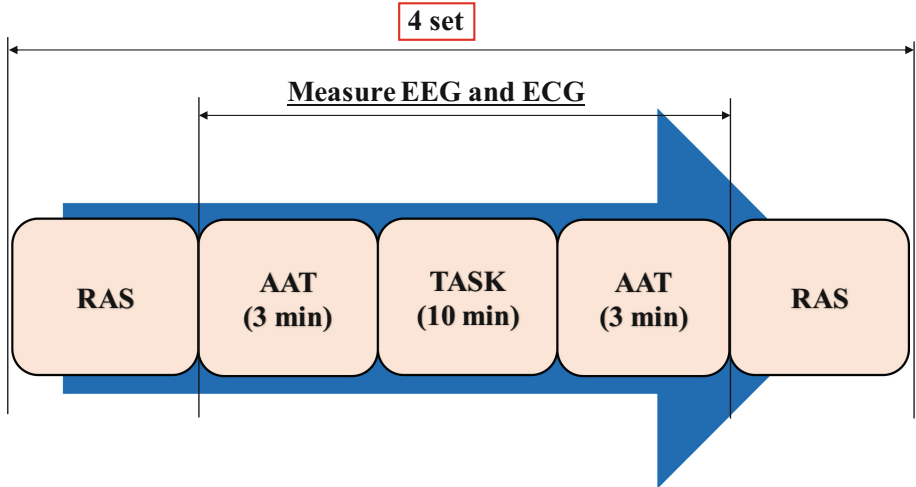 4 set
Measure EEG and ECG
RAS
AAT
(3 min)
TASK
(10 min)
AAT
(3 min)
RAS